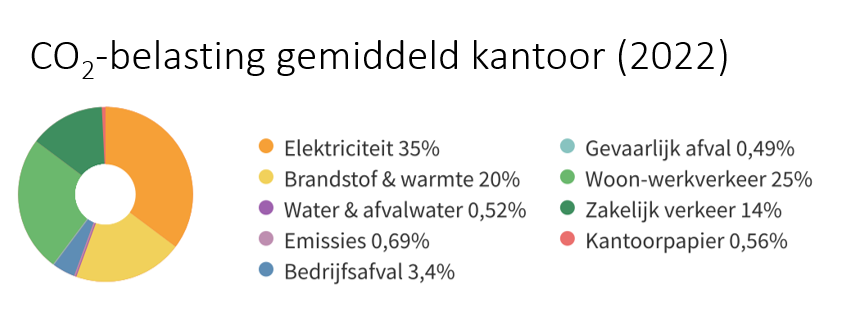 CO₂-belasting gemiddeld kantoor (2022)
Elektriciteit 35%
Brandstof & warmte 20%
Water & afvalwater 0,52%
Emissies 0,69%
Bedrijfsafval 3,4%
Gevaarlijk afval 0,49%
Woon-werkverkeer 25%
Zakelijk verkeer 14%
Kantoorpapier 0,56%